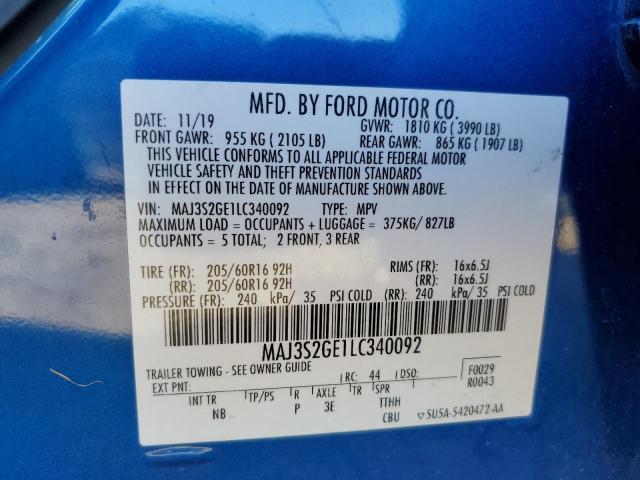 MFD. BY FORD MOTOR CO.
DATE: 11/19 GVWR: 1810 KG ( 3990 LB)
FRONT GAWR: 955 KG ( 2105 LB) REAR GAWR: 865 KG ( 1907 LB)
THIS VEHICLE CONFORMS TO ALL APPLICABLE FEDERAL MOTOR
VEHICLE SAFETY AND THEFT PREVENTION STANDARDS
IN EFFECT ON THE DATE OF MANUFACTURE SHOWN ABOVE.
VIN: MAJ3S2GE1LC340092 TYPE: MPV
MAXIMUM LOAD = OCCUPANTS + LUGGAGE = 375KG/ 827LB
OCCUPANTS = 5 TOTAL; 2 FRONT, 3 REAR
TIRE (FR): 205/60R16 92H RIMS (FR): 16x6.5J
(RR): 205/60R16 92H (RR): 16x6.5J
PRESSURE (FR): 240 kPa/ 35 PSI COLD (RR): 240 kPa/ 35 PSI COLD
MAJ3S2GE1LC340092
TRAILER TOWING - SEE OWNER GUIDE F0029
EXT PNT: RC: 44 DSO: R0043
INT TR TP/PS R AXLE TR SPR
NB P 3E TTHH
CBU 5U5A-5420472-AA